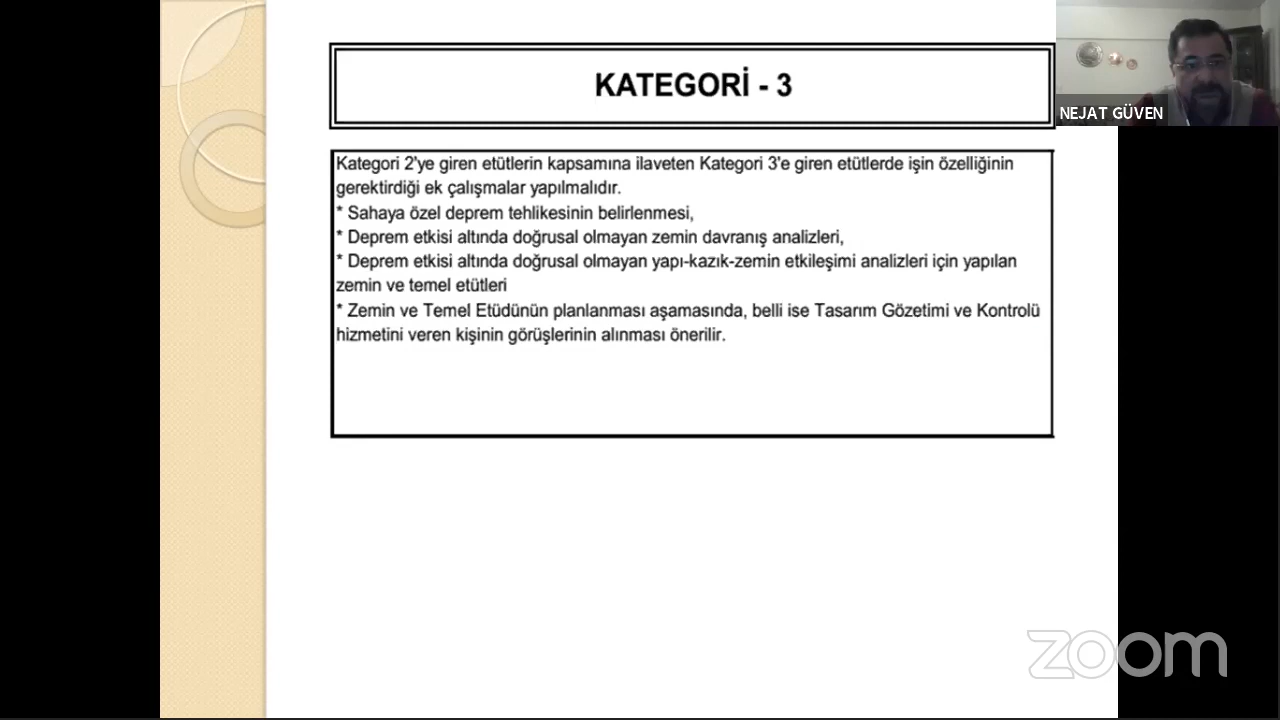 KATEGORİ - 3
NEJAT GÜVEN
Kategori 2'ye giren etütlerin kapsamına ilaveten Kategori 3'e giren etütlerde işin özelliğinin
gerektirdiği ek çalışmalar yapılmalıdır.
* Sahaya özel deprem tehlikesinin belirlenmesi,
* Deprem etkisi altında doğrusal olmayan zemin davranış analizleri,
* Deprem etkisi altında doğrusal olmayan yapı-kazık-zemin etkileşimi analizleri için yapılan
zemin ve temel etütleri
* Zemin ve Temel Etüdünün planlanması aşamasında, belli ise Tasarım Gözetimi ve Kontrolü
hizmetini veren kişinin görüşlerinin alınması önerilir.
zoom